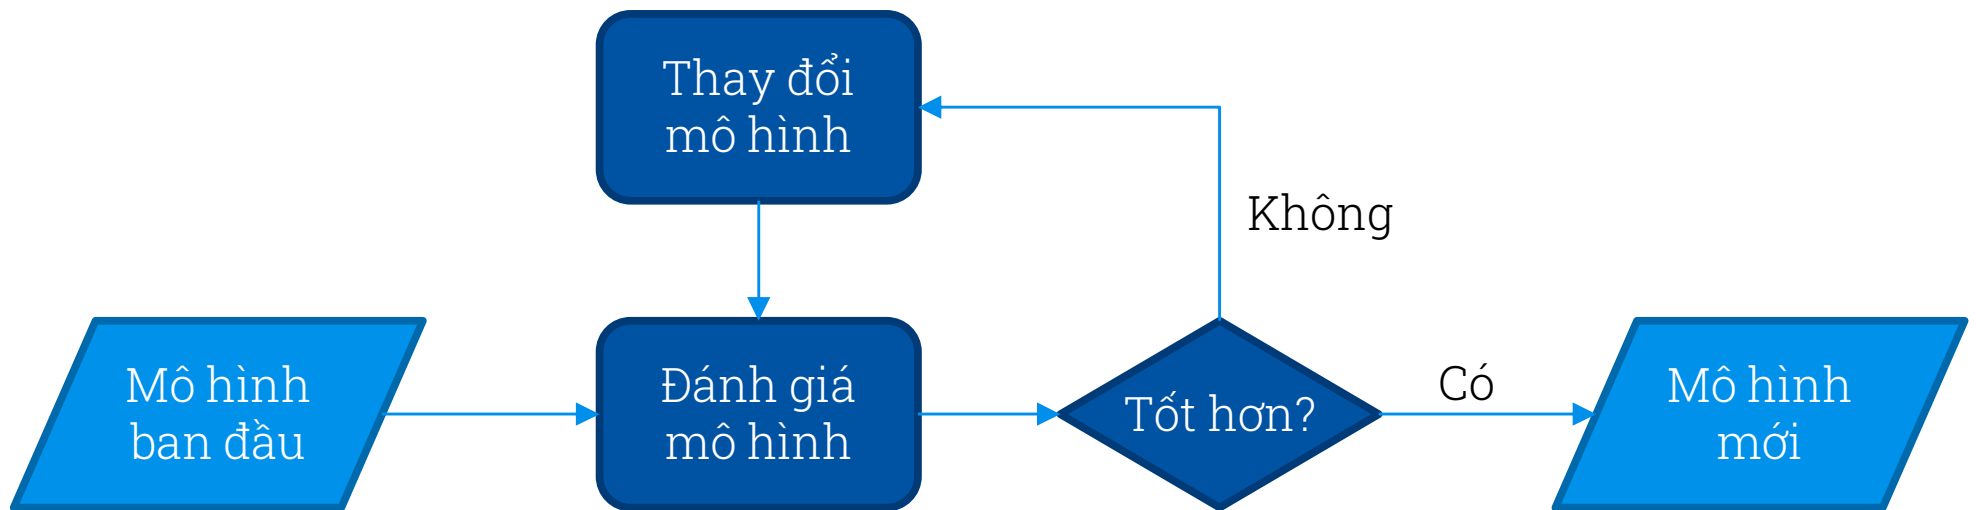 Thay đổi
mô hình
Không
Mô hình
ban đầu
Đánh giá
mô hình
Tốt hơn?
Có
Mô hình
mới